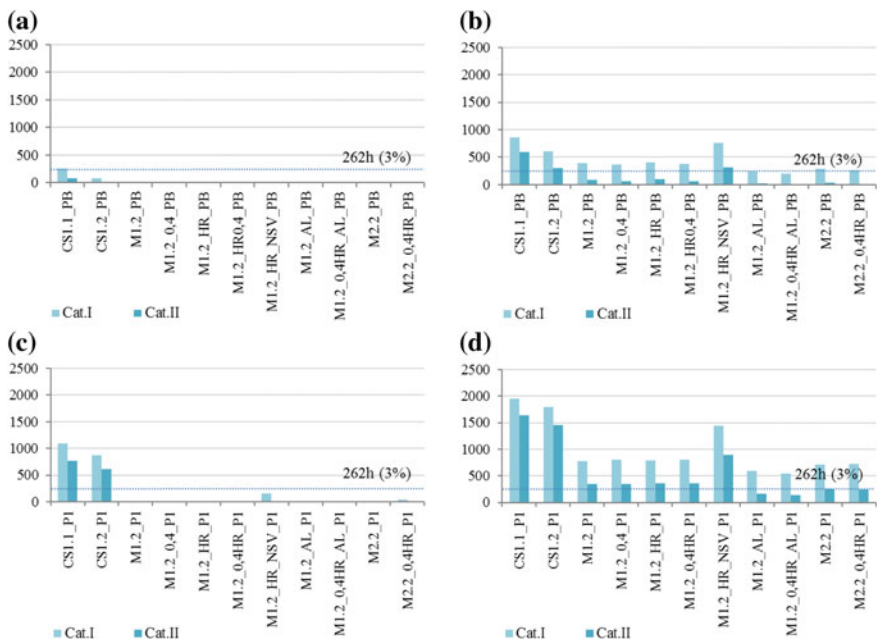 (a)
2500
2000
1500
1000
500
0
262h (3%)
CS1.1_PB
CS1.2_PB
M1.2_PB
M1.2_0,4_PB
M1.2_HR_PB
M1.2_HR0,4_PB
M1.2_HR_NSV_PB
M1.2_AL_PB
M1.2_0,4HR_AL_PB
M2.2_PB
M2.2_0,4HR_PB
Cat.I Cat.II
(b)
2500
2000
1500
1000
500
0
262h (3%)
CS1.1_PB
CS1.2_PB
M1.2_PB
M1.2_0,4_PB
M1.2_HR_PB
M1.2_HR0,4_PB
M1.2_HR_NSV_PB
M1.2_AL_PB
M1.2_0,4HR_AL_PB
M2.2_PB
M2.2_0,4HR_PB
Cat.I Cat.II
(c)
2500
2000
1500
1000
500
0
262h (3%)
CS1.1_P1
CS1.2_P1
M1.2_P1
M1.2_0,4_P1
M1.2_HR_P1
M1.2_0,4HR_P1
M1.2_HR_NSV_P1
M1.2_AL_P1
M1.2_0,4HR_AL_P1
M2.2_P1
M2.2_0,4HR_P1
Cat.I Cat.II
(d)
2500
2000
1500
1000
500
0
262h (3%)
CS1.1_P1
CS1.2_P1
M1.2_P1
M1.2_0,4_P1
M1.2_HR_P1
M1.2_0,4HR_P1
M1.2_HR_NSV_P1
M1.2_AL_P1
M1.2_0,4HR_AL_P1
M2.2_P1
M2.2_0,4HR_P1
Cat.I Cat.II